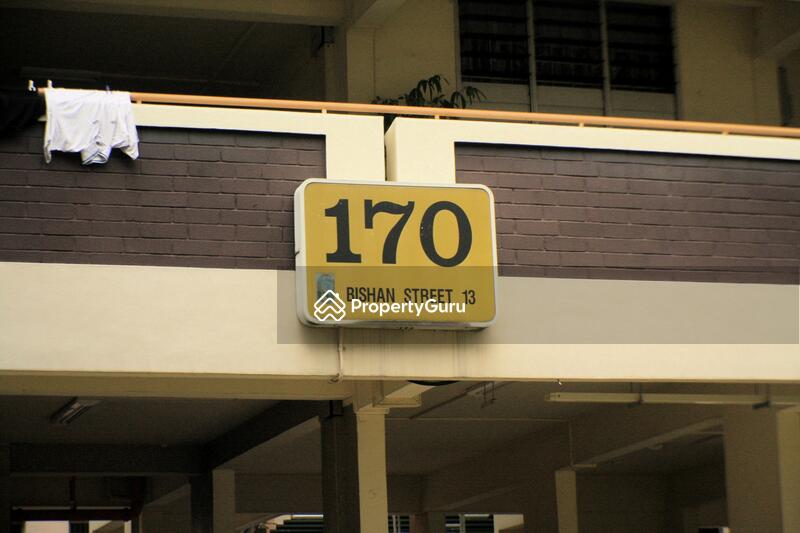 170
BISHAN STREET 13
PropertyGuru